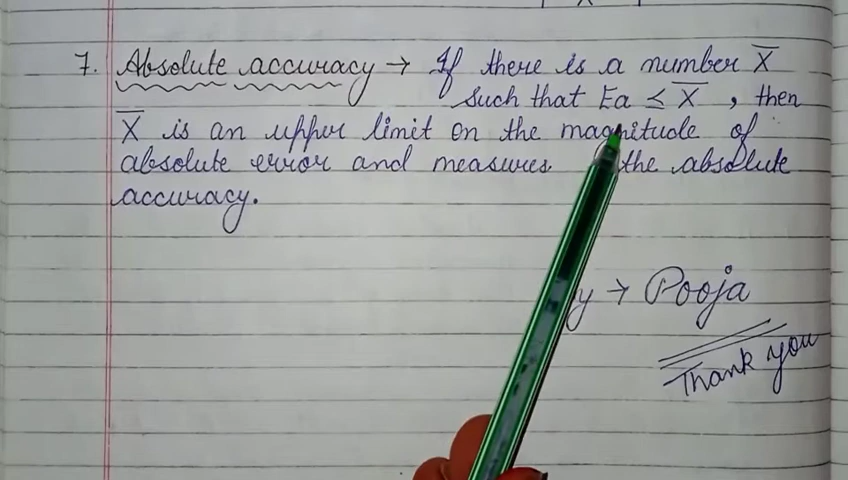 7. Absolute accuracy → If there is a number X̅
such that Ea ≤ X̅, then
X̅ is an upper limit on the magnitude of
absolute error and measures the absolute
accuracy.
y → Pooja
Thank you